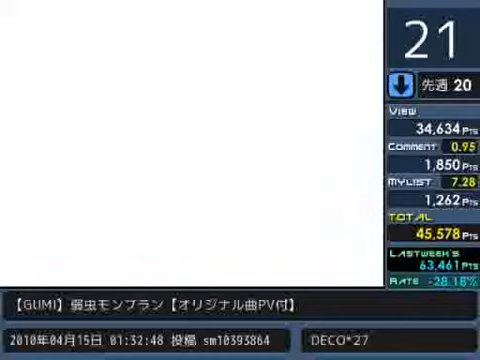 21
先週 20
VIEW
34,634 PTS
COMMENT 0.95
1,850 PTS
MYLIST 7.28
1,262 PTS
TOTAL
45,578 PTS
LASTWEEK'S
63,461 PTS
RATE -28.18%
【GUMI】弱虫モンブラン【オリジナル曲PV付】
2010年04月15日 01:32:48 投稿 sm10393864
DECO*27